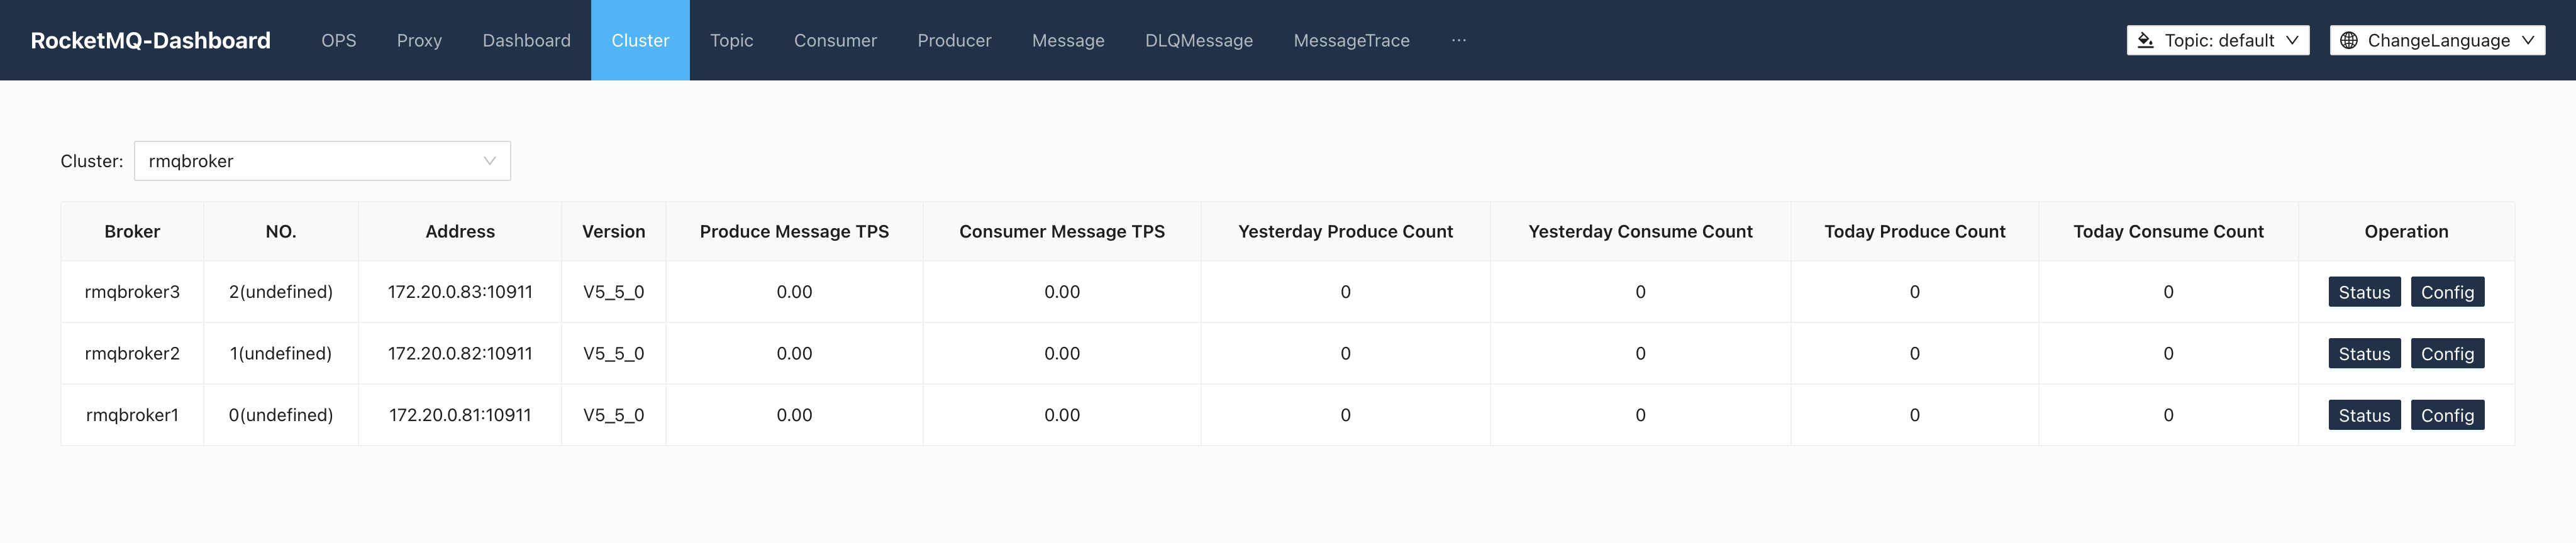 RocketMQ-Dashboard OPS Proxy Dashboard Cluster Topic Consumer Producer Message DLQMessage MessageTrace ··· Topic: default ChangeLanguage
Cluster: rmqbroker
Broker NO. Address Version Produce Message TPS Consumer Message TPS Yesterday Produce Count Yesterday Consume Count Today Produce Count Today Consume Count Operation
rmqbroker3 2(undefined) 172.20.0.83:10911 V5_5_0 0.00 0.00 0 0 0 0 Status Config
rmqbroker2 1(undefined) 172.20.0.82:10911 V5_5_0 0.00 0.00 0 0 0 0 Status Config
rmqbroker1 0(undefined) 172.20.0.81:10911 V5_5_0 0.00 0.00 0 0 0 0 Status Config